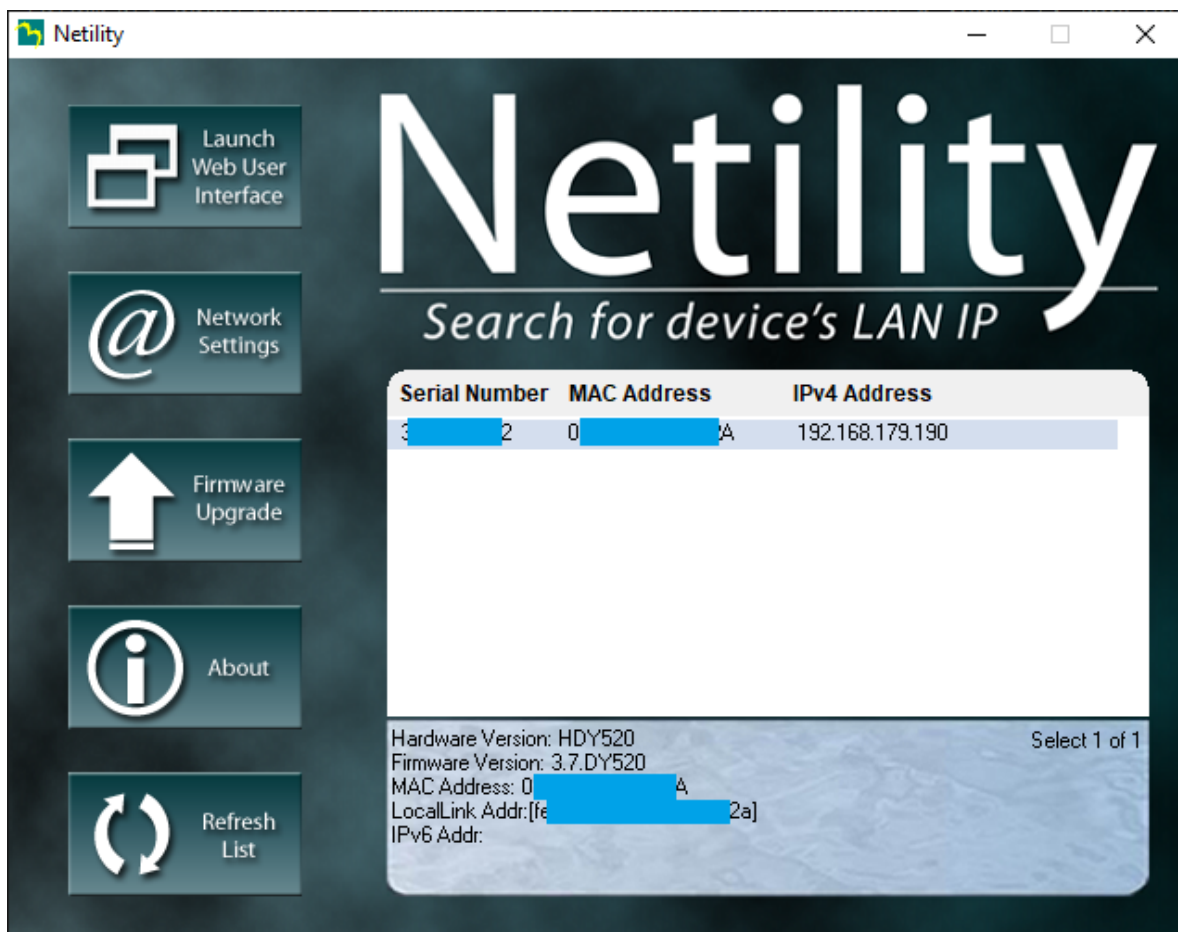 Netility
Launch
Web User
Interface
Network
Settings
Firmware
Upgrade
About
Refresh
List
Netility
Search for device's LAN IP
Serial Number MAC Address IPv4 Address
3 2 0 A 192.168.179.190
Hardware Version: HDY520 Select 1 of 1
Firmware Version: 3.7.DY520
MAC Address: 0 A
LocalLink Addr:[fe 2a]
IPv6 Addr: